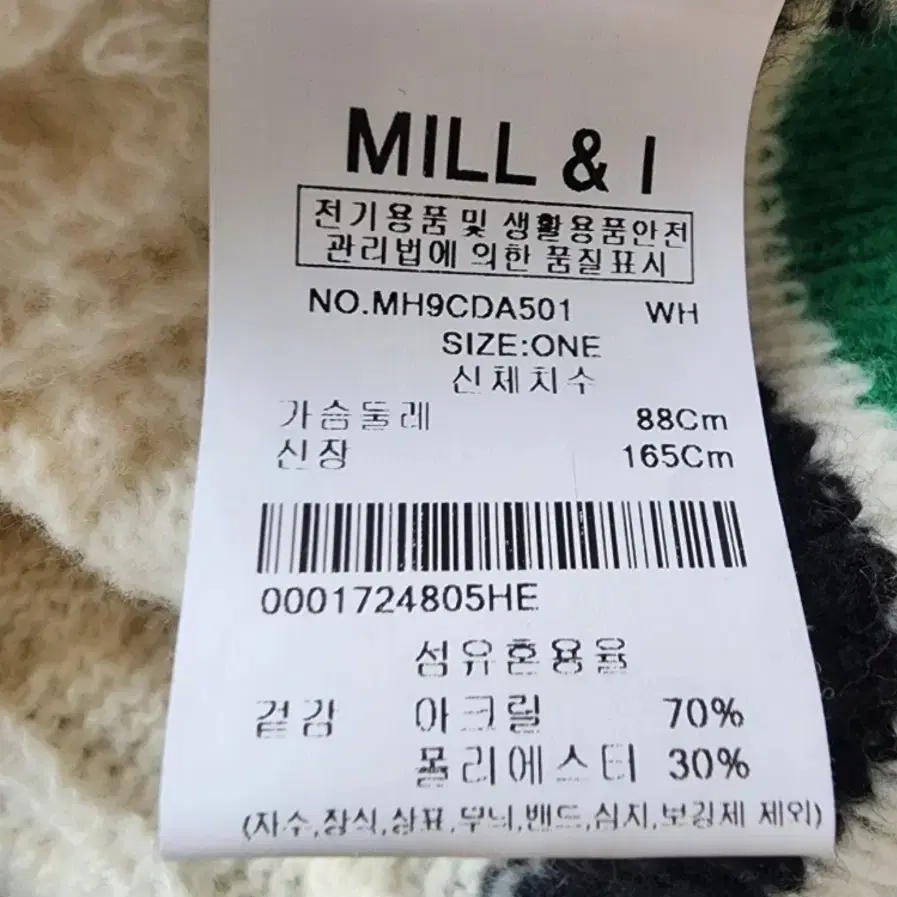 MILL & I
전기용품 및 생활용품안전
관리법에 의한 품질표시
NO.MH9CDA501 WH
SIZE:ONE
신체치수
가슴둘레 88Cm
신장 165Cm
0001724805HE
섬유혼용율
겉감 아크릴 70%
폴리에스터 30%
(자수,장식,상표,무늬,밴드,심지,보강제 제외)